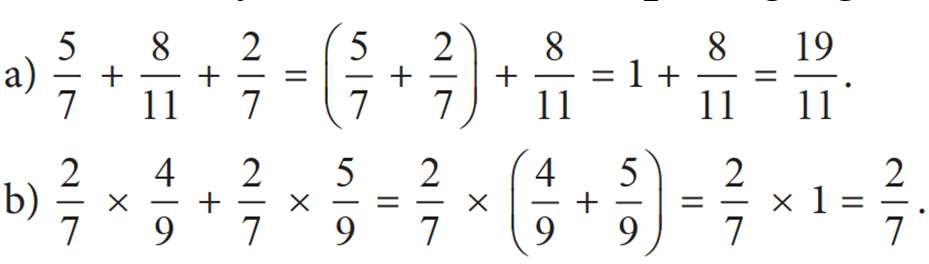 a) 5/7 + 8/11 + 2/7 = (5/7 + 2/7) + 8/11 = 1 + 8/11 = 19/11.
b) 2/7 × 4/9 + 2/7 × 5/9 = 2/7 × (4/9 + 5/9) = 2/7 × 1 = 2/7.